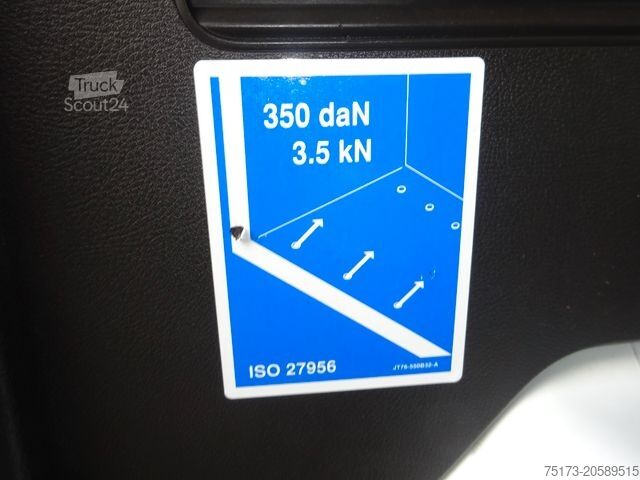 Truck
Scout24
350 daN
3.5 kN
ISO 27956
JT76-550B32-A
75173-20589515